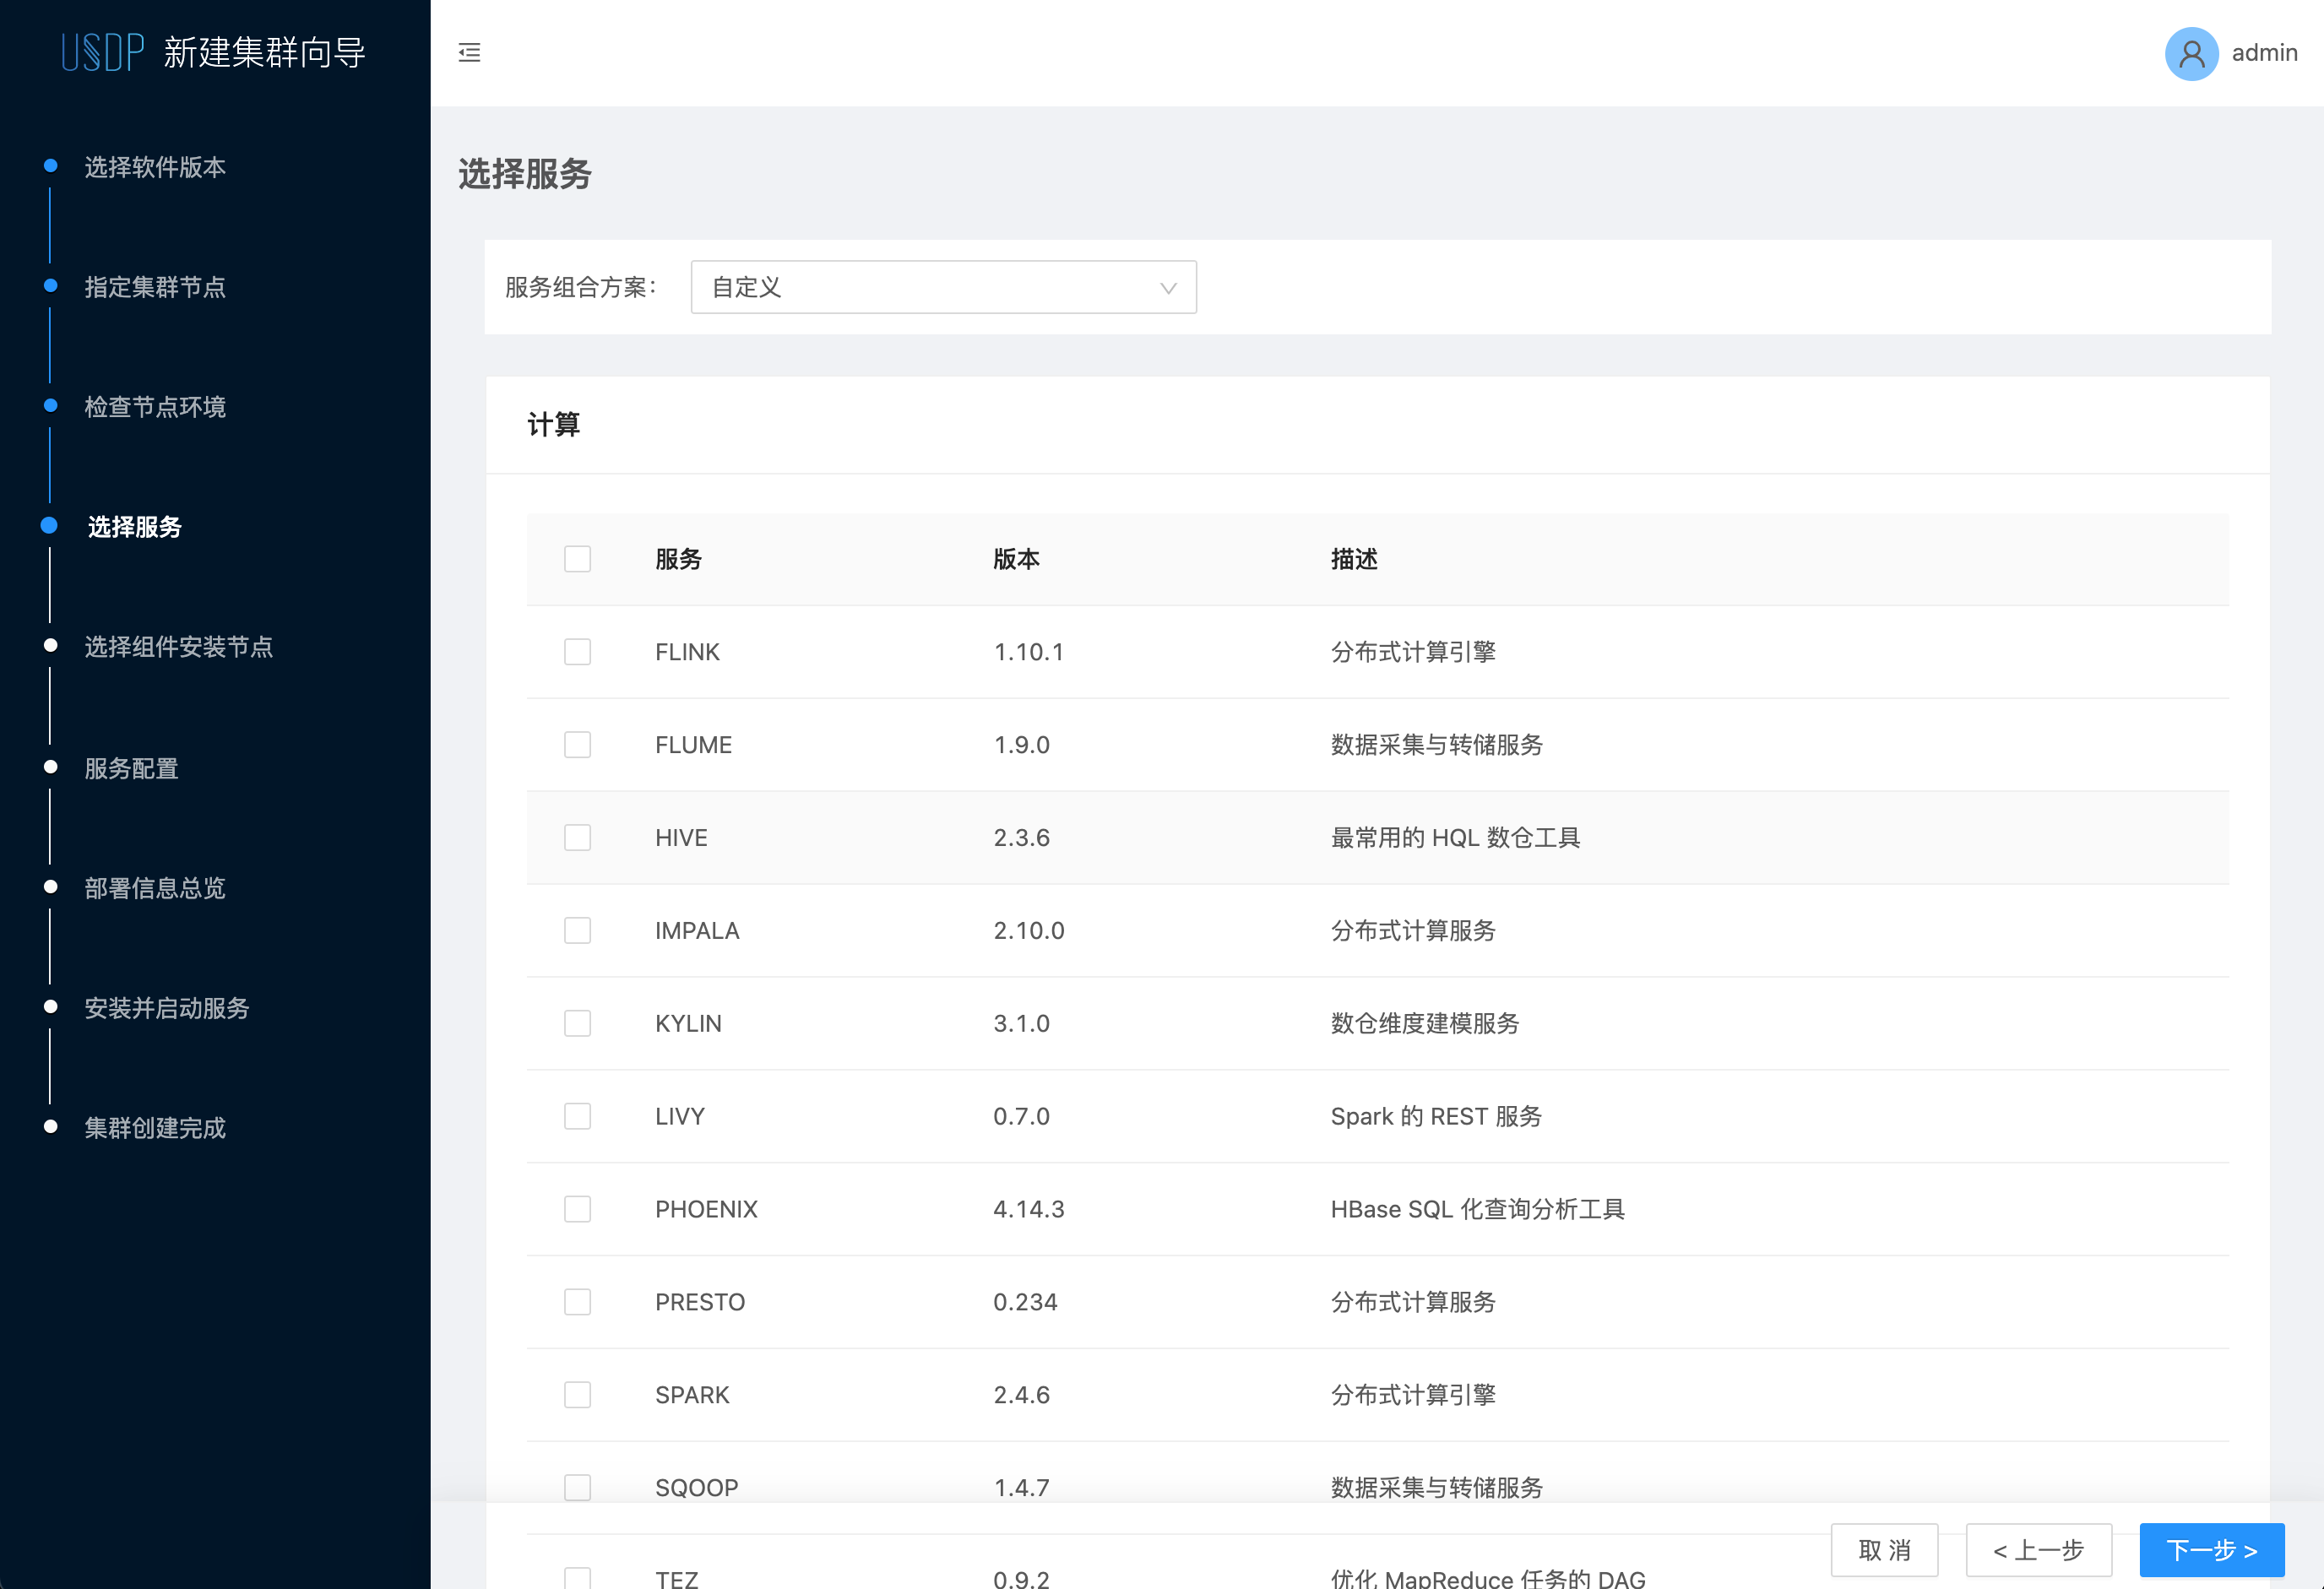 USDP 新建集群向导
admin
选择软件版本
指定集群节点
检查节点环境
选择服务
选择组件安装节点
服务配置
部署信息总览
安装并启动服务
集群创建完成
选择服务
服务组合方案： 自定义
计算
服务 版本 描述
FLINK 1.10.1 分布式计算引擎
FLUME 1.9.0 数据采集与转储服务
HIVE 2.3.6 最常用的 HQL 数仓工具
IMPALA 2.10.0 分布式计算服务
KYLIN 3.1.0 数仓维度建模服务
LIVY 0.7.0 Spark 的 REST 服务
PHOENIX 4.14.3 HBase SQL 化查询分析工具
PRESTO 0.234 分布式计算服务
SPARK 2.4.6 分布式计算引擎
SQOOP 1.4.7 数据采集与转储服务
TEZ 0.9.2 优化 MapReduce 任务的 DAG
取 消 < 上一步 下一步 >